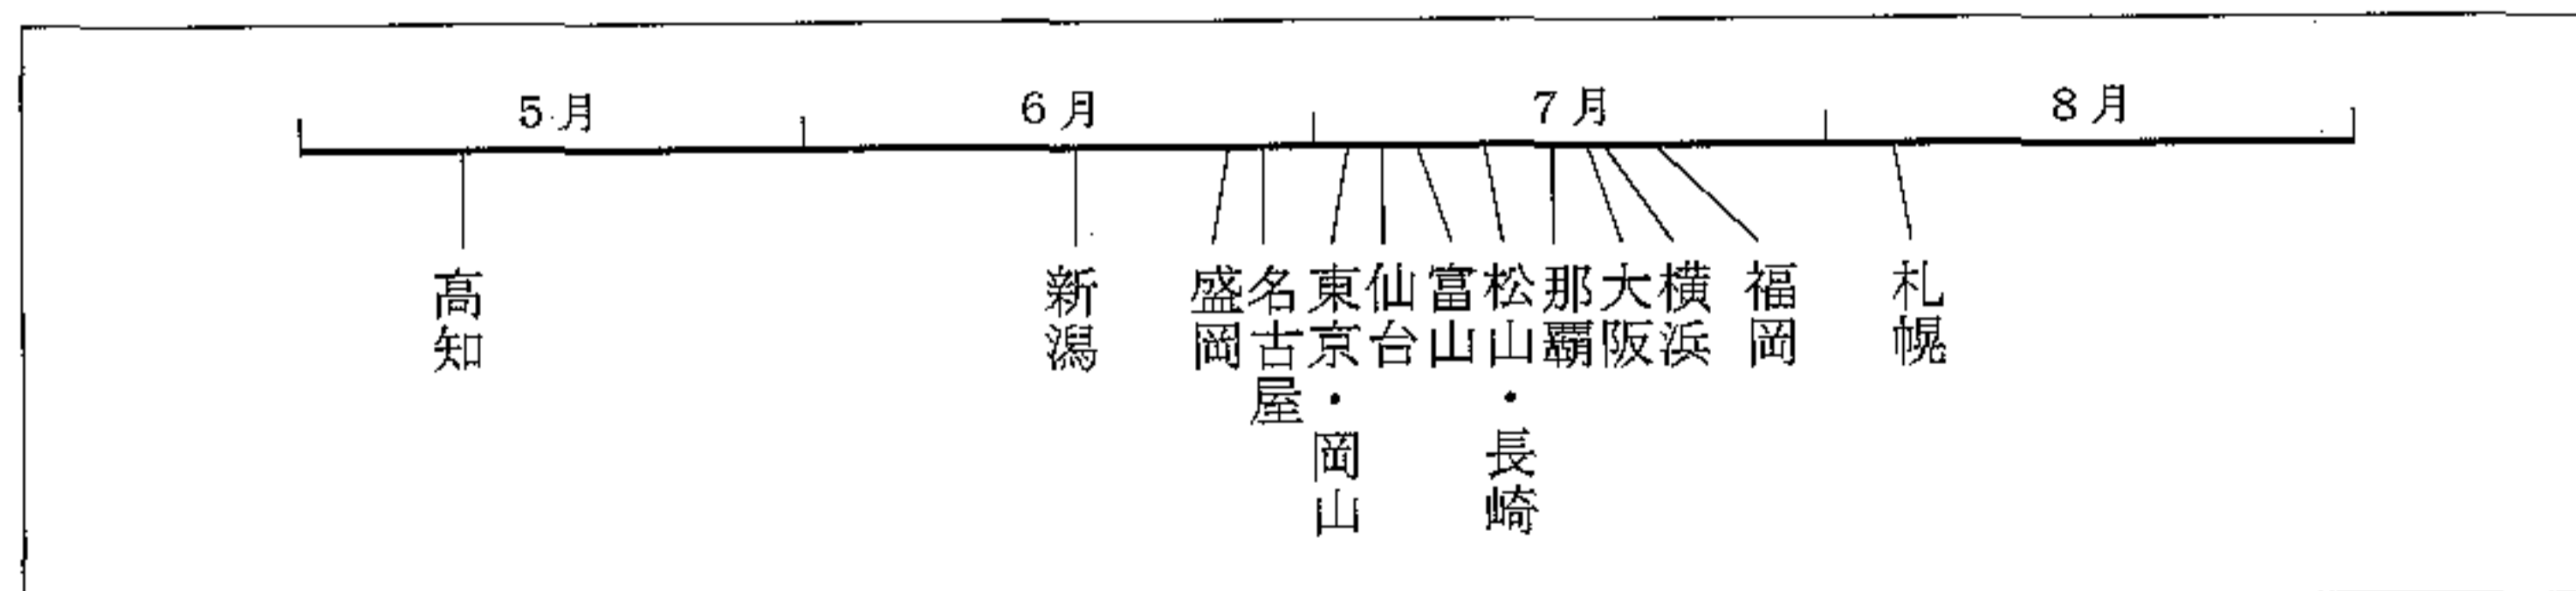 5月
6月
7月
8月
高知
新潟
盛岡
名古屋
東京・岡山
仙台
富山
松山・長崎
那覇
大阪
横浜
福岡
札幌